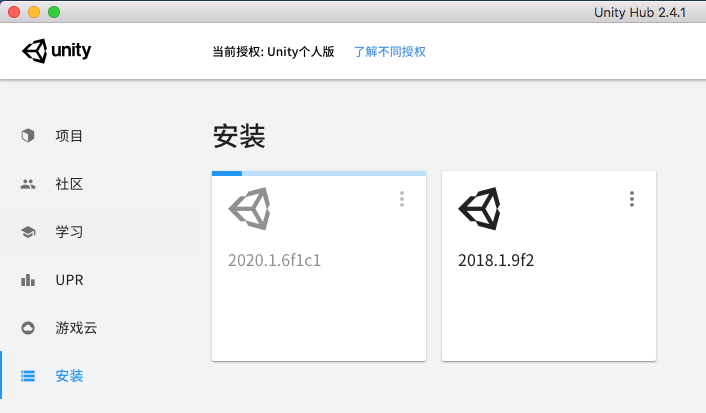 Unity Hub 2.4.1
unity
当前授权: Unity个人版 了解不同授权
项目
社区
学习
UPR
游戏云
安装
安装
2020.1.6f1c1
2018.1.9f2